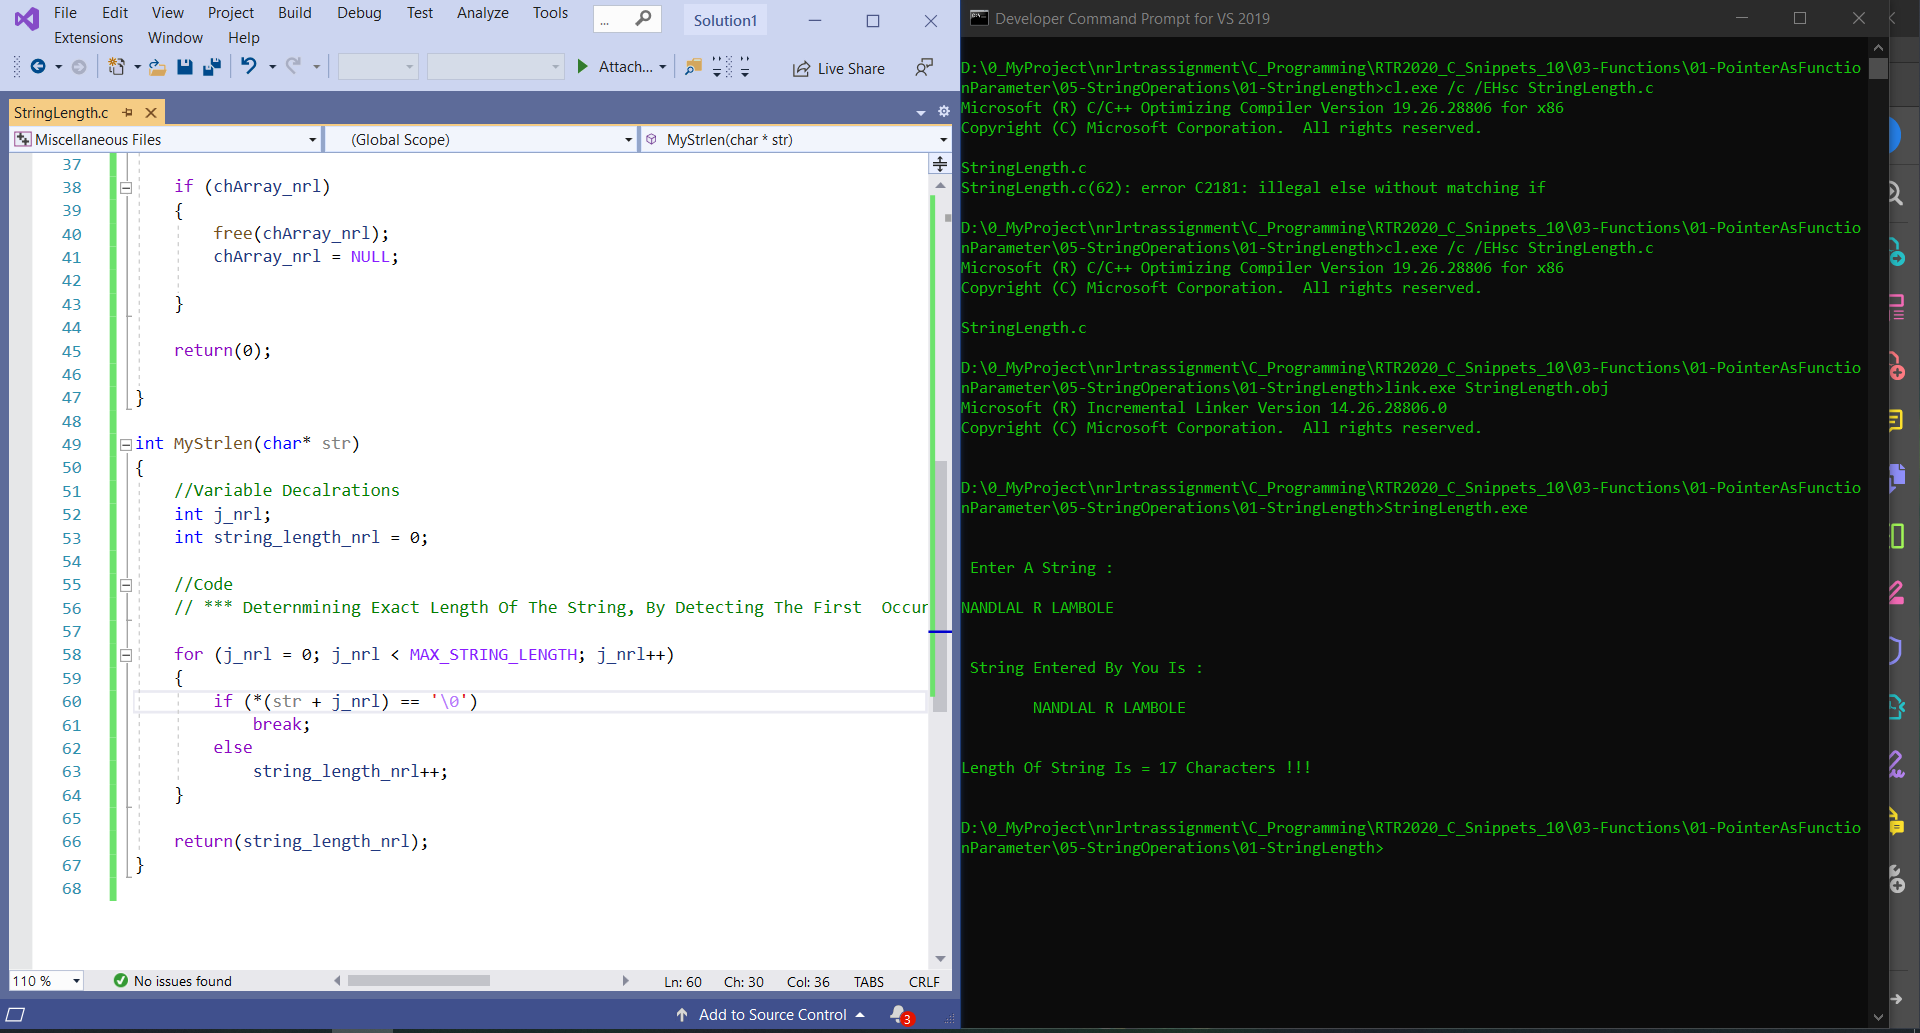 File Edit View Project Build Debug Test Analyze Tools ... Solution1
Extensions Window Help
Attach... Live Share
StringLength.c
Miscellaneous Files (Global Scope) MyStrlen(char * str)
37
38 if (chArray_nrl)
39 {
40 free(chArray_nrl);
41 chArray_nrl = NULL;
42
43 }
44
45 return(0);
46
47 }
48
49 int MyStrlen(char* str)
50 {
51 //Variable Decalrations
52 int j_nrl;
53 int string_length_nrl = 0;
54
55 //Code
56 // *** Deternmining Exact Length Of The String, By Detecting The First  Occur
57
58 for (j_nrl = 0; j_nrl < MAX_STRING_LENGTH; j_nrl++)
59 {
60 if (*(str + j_nrl) == '\0')
61 break;
62 else
63 string_length_nrl++;
64 }
65
66 return(string_length_nrl);
67 }
68
110 % No issues found Ln: 60 Ch: 30 Col: 36 TABS CRLF
Add to Source Control 3
Developer Command Prompt for VS 2019
D:\0_MyProject\nrlrtrassignment\C_Programming\RTR2020_C_Snippets_10\03-Functions\01-PointerAsFunctio
nParameter\05-StringOperations\01-StringLength>cl.exe /c /EHsc StringLength.c
Microsoft (R) C/C++ Optimizing Compiler Version 19.26.28806 for x86
Copyright (C) Microsoft Corporation.  All rights reserved.
StringLength.c
StringLength.c(62): error C2181: illegal else without matching if
D:\0_MyProject\nrlrtrassignment\C_Programming\RTR2020_C_Snippets_10\03-Functions\01-PointerAsFunctio
nParameter\05-StringOperations\01-StringLength>cl.exe /c /EHsc StringLength.c
Microsoft (R) C/C++ Optimizing Compiler Version 19.26.28806 for x86
Copyright (C) Microsoft Corporation.  All rights reserved.
StringLength.c
D:\0_MyProject\nrlrtrassignment\C_Programming\RTR2020_C_Snippets_10\03-Functions\01-PointerAsFunctio
nParameter\05-StringOperations\01-StringLength>link.exe StringLength.obj
Microsoft (R) Incremental Linker Version 14.26.28806.0
Copyright (C) Microsoft Corporation.  All rights reserved.
D:\0_MyProject\nrlrtrassignment\C_Programming\RTR2020_C_Snippets_10\03-Functions\01-PointerAsFunctio
nParameter\05-StringOperations\01-StringLength>StringLength.exe
Enter A String :
NANDLAL R LAMBOLE
String Entered By You Is :
NANDLAL R LAMBOLE
Length Of String Is = 17 Characters !!!
D:\0_MyProject\nrlrtrassignment\C_Programming\RTR2020_C_Snippets_10\03-Functions\01-PointerAsFunctio
nParameter\05-StringOperations\01-StringLength>